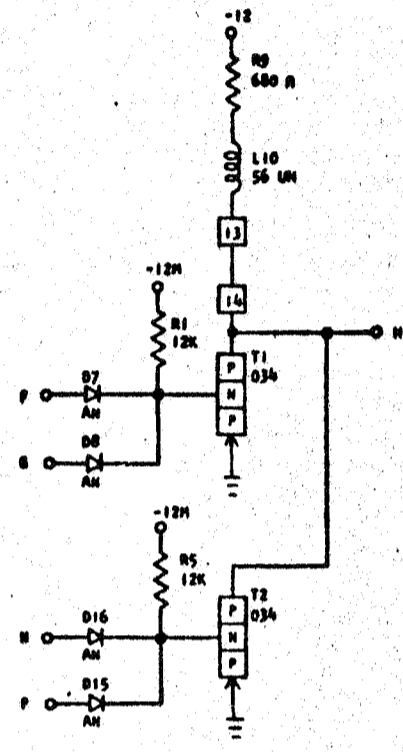 -12
R9
680 Ω
L10
56 UH
13
-12M
14
R1
12K
H
T1
034
P
N
P
D7
F
AN
D8
G
AN
-12M
R5
12K
T2
034
P
N
P
D16
N
AN
D15
P
AN